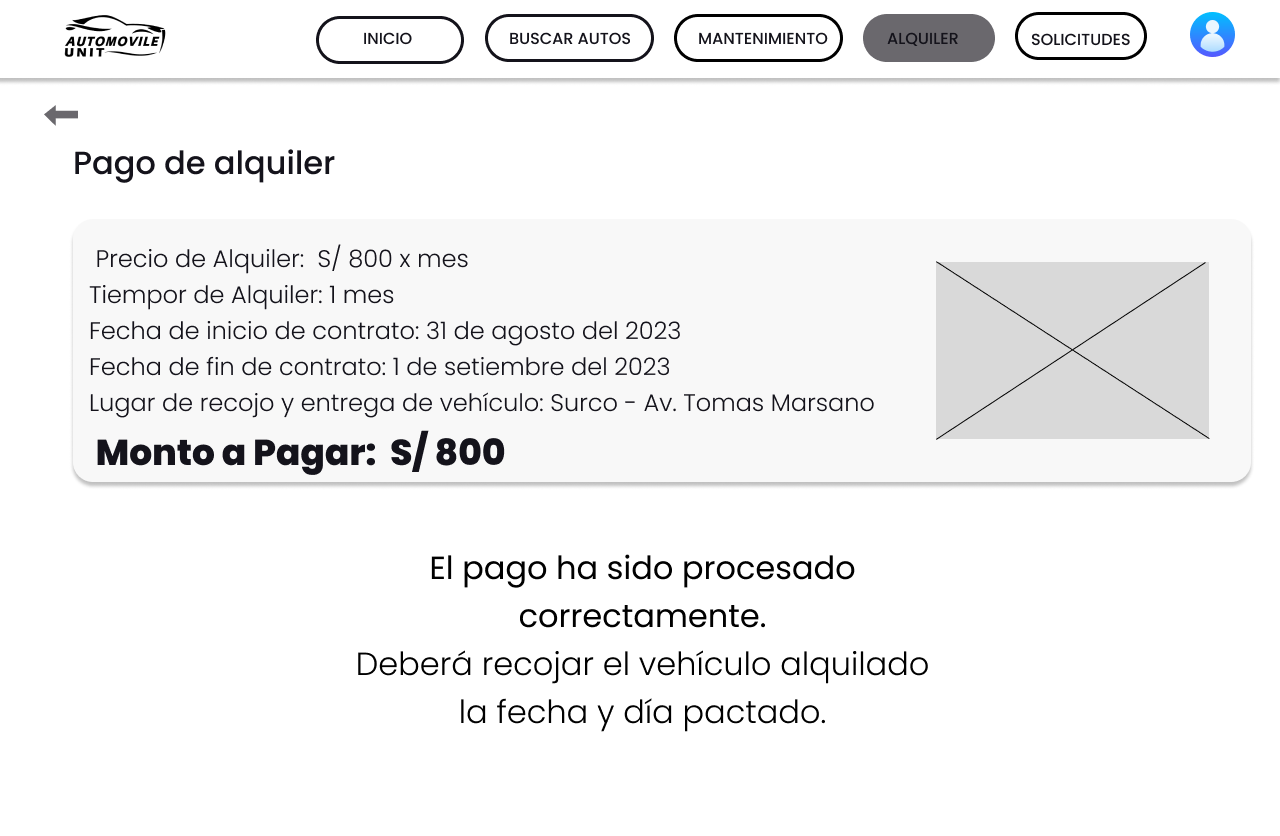 AUTOMOVILE
UNIT
INICIO
BUSCAR AUTOS
MANTENIMIENTO
ALQUILER
SOLICITUDES
Pago de alquiler
Precio de Alquiler: S/ 800 x mes
Tiempor de Alquiler: 1 mes
Fecha de inicio de contrato: 31 de agosto del 2023
Fecha de fin de contrato: 1 de setiembre del 2023
Lugar de recojo y entrega de vehículo: Surco - Av. Tomas Marsano
Monto a Pagar: S/ 800
El pago ha sido procesado
correctamente.
Deberá recojar el vehículo alquilado
la fecha y día pactado.